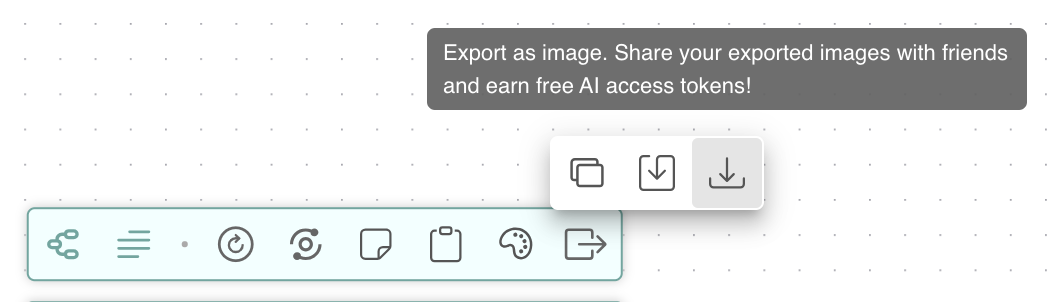 Export as image. Share your exported images with friends
and earn free AI access tokens!